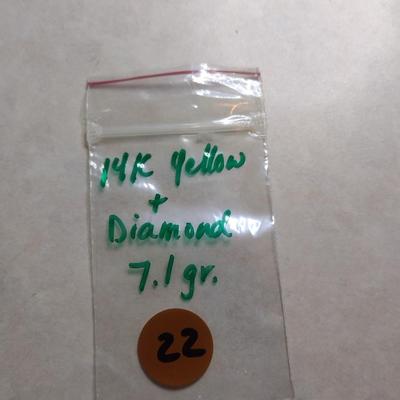 14K Yellow
+
Diamond
7.1 gr.
22